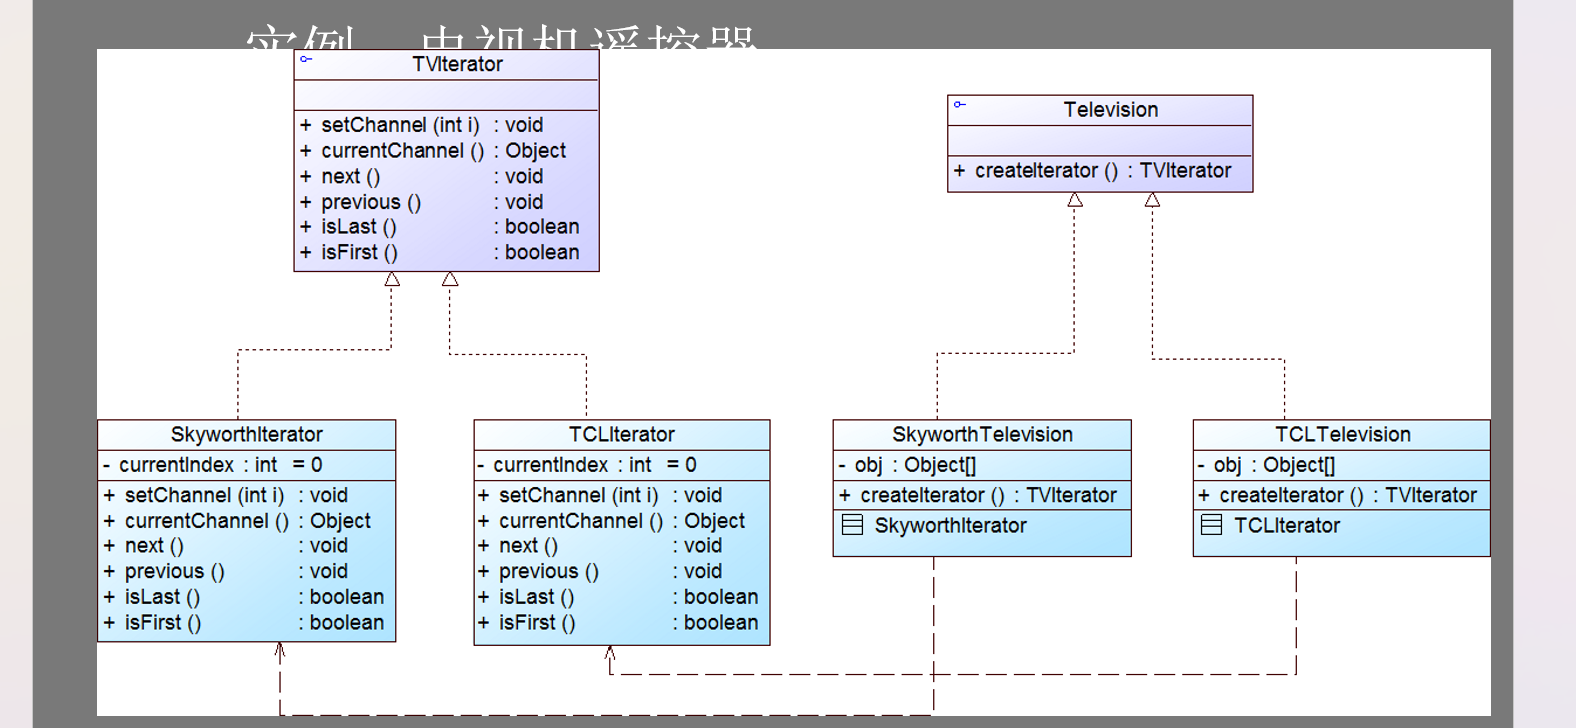 实例 电视机遥控器
TVIterator
+ setChannel (int i) : void
+ currentChannel () : Object
+ next () : void
+ previous () : void
+ isLast () : boolean
+ isFirst () : boolean
Television
+ createIterator () : TVIterator
SkyworthIterator
- currentIndex : int = 0
+ setChannel (int i) : void
+ currentChannel () : Object
+ next () : void
+ previous () : void
+ isLast () : boolean
+ isFirst () : boolean
TCLIterator
- currentIndex : int = 0
+ setChannel (int i) : void
+ currentChannel () : Object
+ next () : void
+ previous () : void
+ isLast () : boolean
+ isFirst () : boolean
SkyworthTelevision
- obj : Object[]
+ createIterator () : TVIterator
SkyworthIterator
TCLTelevision
- obj : Object[]
+ createIterator () : TVIterator
TCLIterator